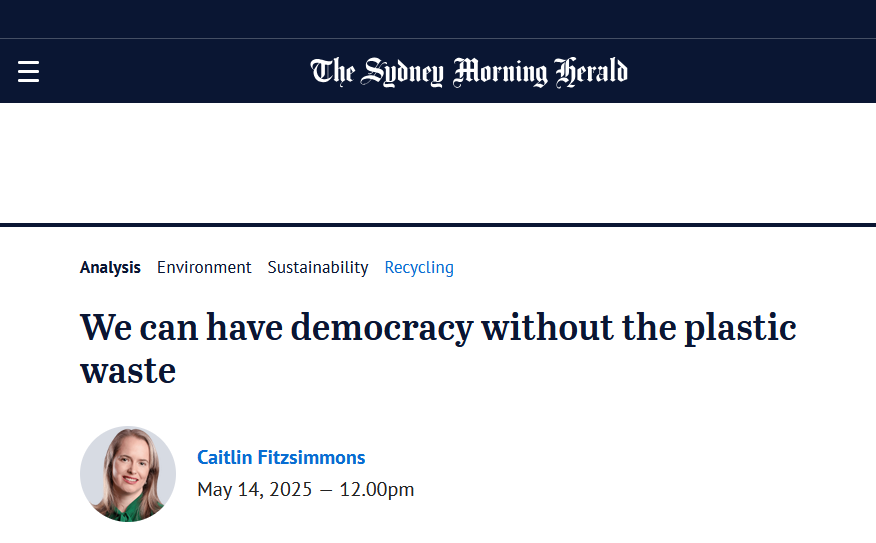 The Sydney Morning Herald
Analysis Environment Sustainability Recycling
We can have democracy without the plastic
waste
Caitlin Fitzsimmons
May 14, 2025 — 12.00pm